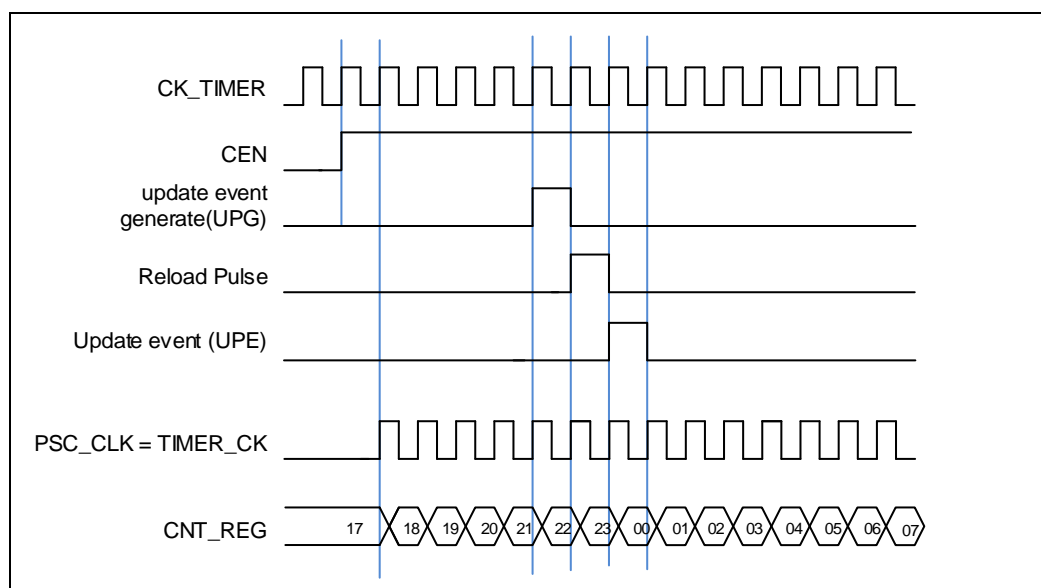 CK_TIMER
CEN
update event
generate(UPG)
Reload Pulse
Update event (UPE)
PSC_CLK = TIMER_CK
CNT_REG 17 18 19 20 21 22 23 00 01 02 03 04 05 06 07